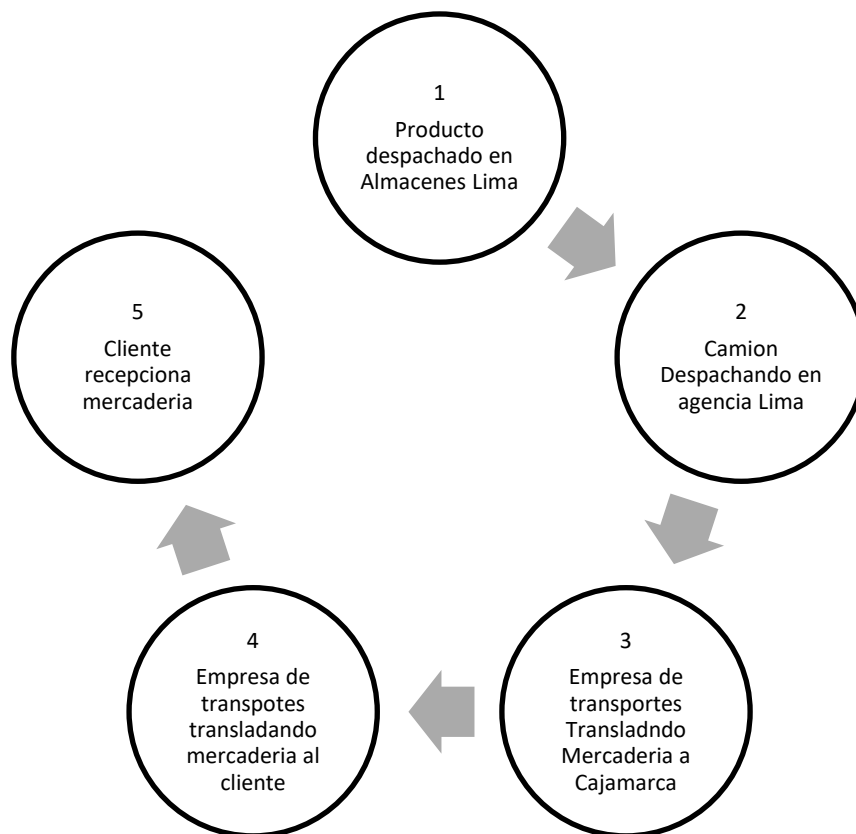 1
Producto
despachado en
Almacenes Lima
2
Camion
Despachando en
agencia Lima
3
Empresa de
transportes
Transladndo
Mercaderia a
Cajamarca
4
Empresa de
transpotes
transladando
mercaderia al
cliente
5
Cliente
recepciona
mercaderia